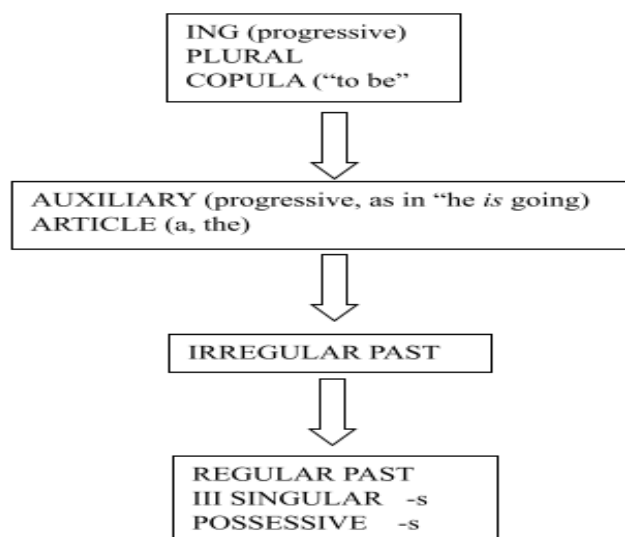 ING (progressive)
PLURAL
COPULA (“to be”
AUXILIARY (progressive, as in “he is going)
ARTICLE (a, the)
IRREGULAR PAST
REGULAR PAST
III SINGULAR -s
POSSESSIVE -s